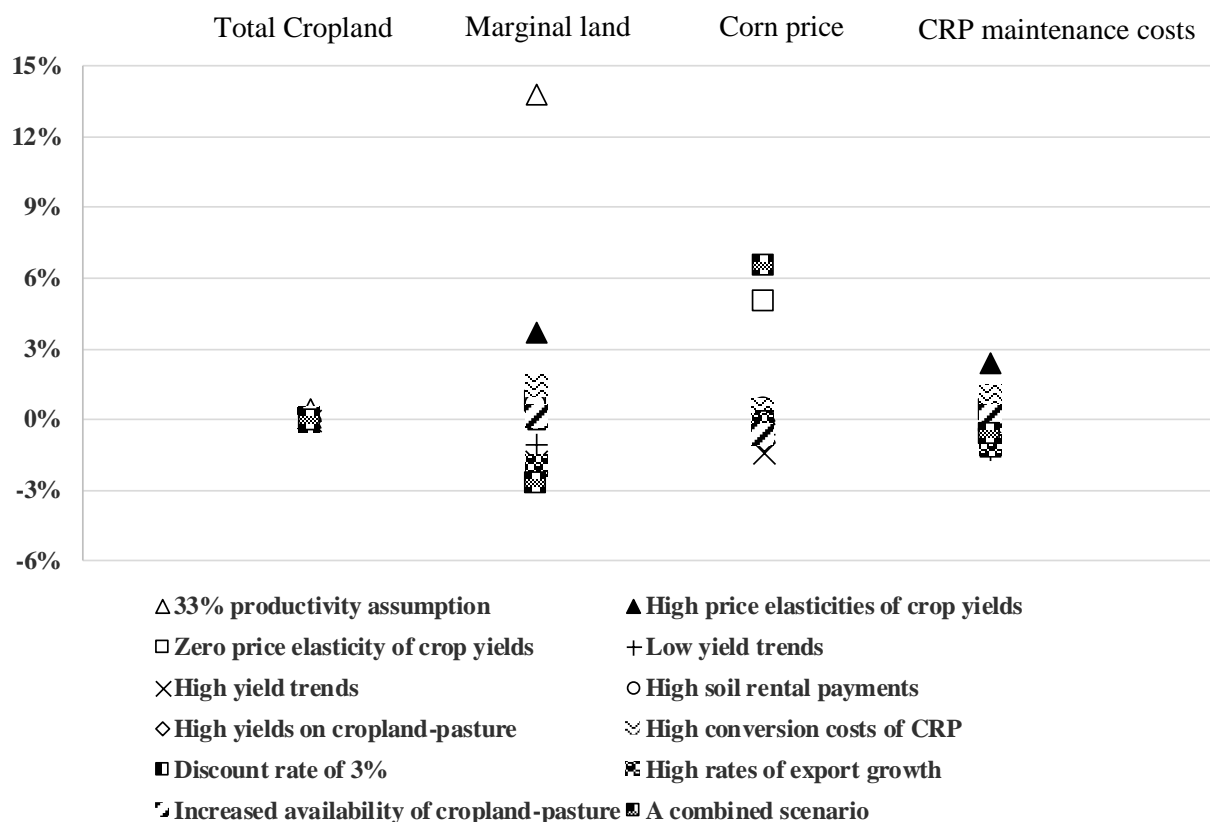 Total Cropland Marginal land Corn price CRP maintenance costs
15%
12%
9%
6%
3%
0%
-3%
-6%
33% productivity assumption High price elasticities of crop yields
Zero price elasticity of crop yields Low yield trends
High yield trends High soil rental payments
High yields on cropland-pasture High conversion costs of CRP
Discount rate of 3% High rates of export growth
Increased availability of cropland-pasture A combined scenario